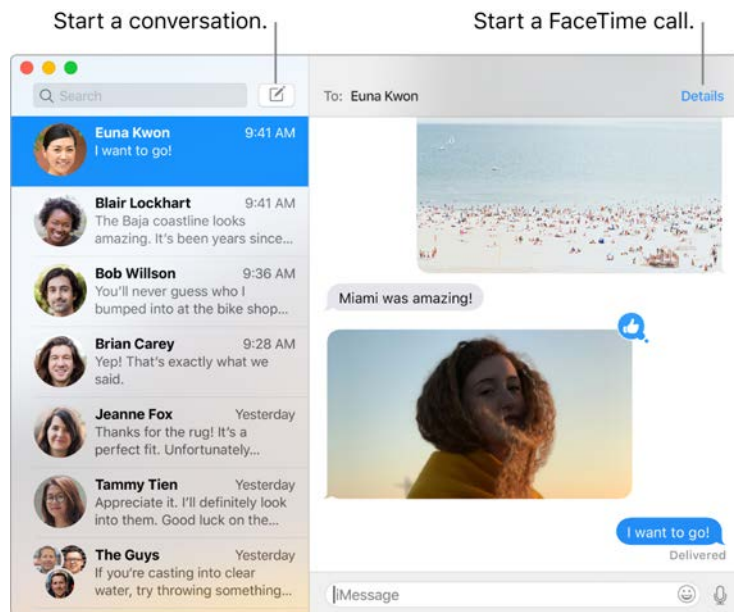 Start a conversation.
Start a FaceTime call.
Search
To: Euna Kwon
Details
Euna Kwon 9:41 AM
I want to go!
Blair Lockhart 9:41 AM
The Baja coastline looks
amazing. It's been years since...
Bob Willson 9:36 AM
You'll never guess who I
bumped into at the bike shop...
Brian Carey 9:28 AM
Yep! That's exactly what we
said.
Jeanne Fox Yesterday
Thanks for the rug! It's a
perfect fit. Unfortunately...
Tammy Tien Yesterday
Appreciate it. I'll definitely look
into them. Good luck on the...
The Guys Yesterday
If you're casting into clear
water, try throwing something...
Miami was amazing!
I want to go!
Delivered
iMessage